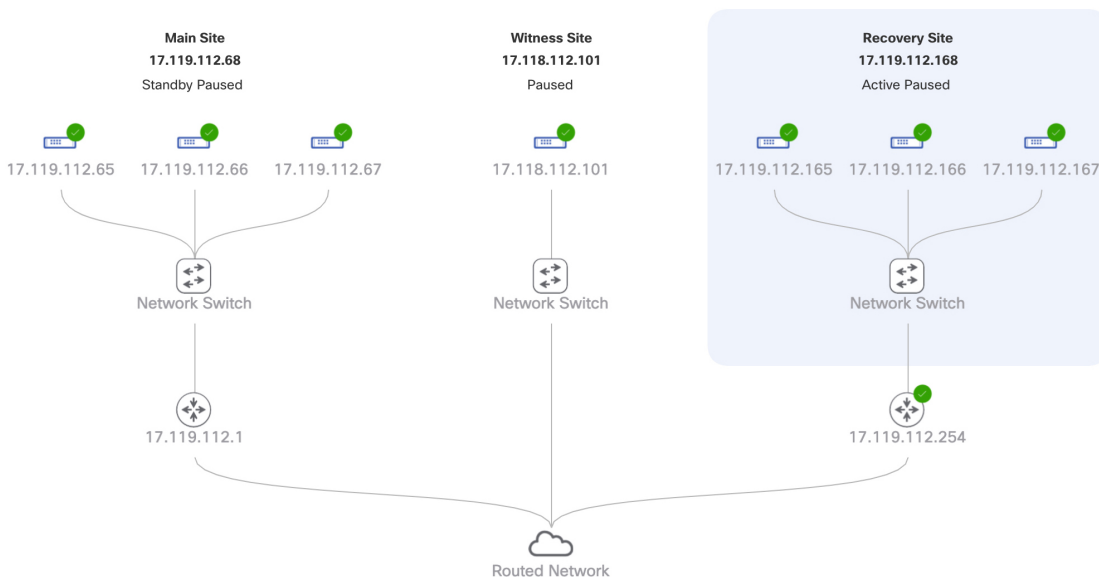 Main Site
17.119.112.68
Standby Paused
Witness Site
17.118.112.101
Paused
Recovery Site
17.119.112.168
Active Paused
17.119.112.65
17.119.112.66
17.119.112.67
17.118.112.101
17.119.112.165
17.119.112.166
17.119.112.167
Network Switch
Network Switch
Network Switch
17.119.112.1
17.119.112.254
Routed Network